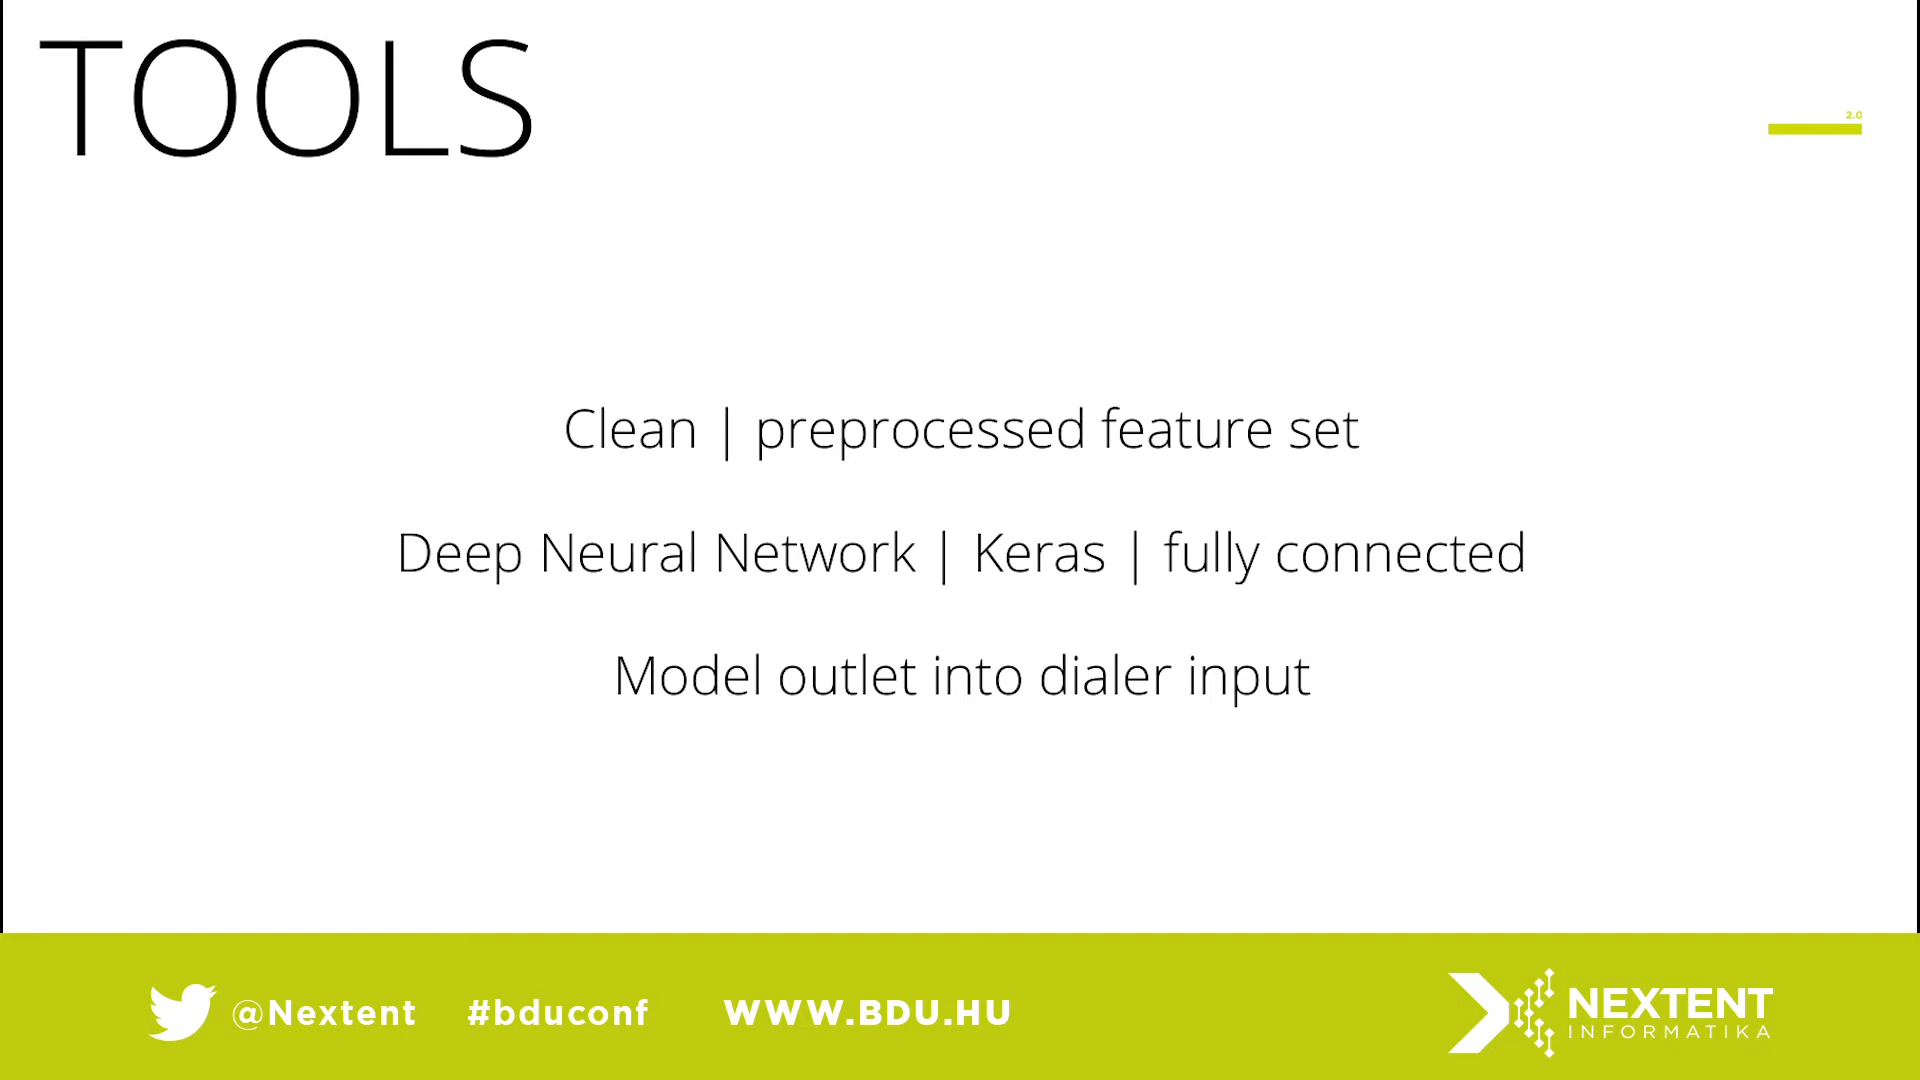 TOOLS
2.0
Clean | preprocessed feature set
Deep Neural Network | Keras | fully connected
Model outlet into dialer input
@Nextent #bduconf WWW.BDU.HU
NEXTENT
INFORMATIKA